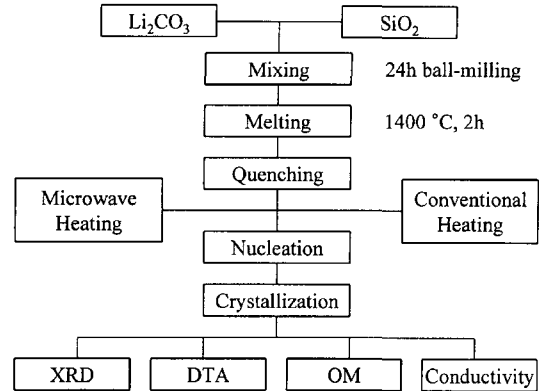 Li₂CO₃
SiO₂
Mixing
24h ball-milling
Melting
1400 °C, 2h
Quenching
Microwave
Heating
Conventional
Heating
Nucleation
Crystallization
XRD
DTA
OM
Conductivity